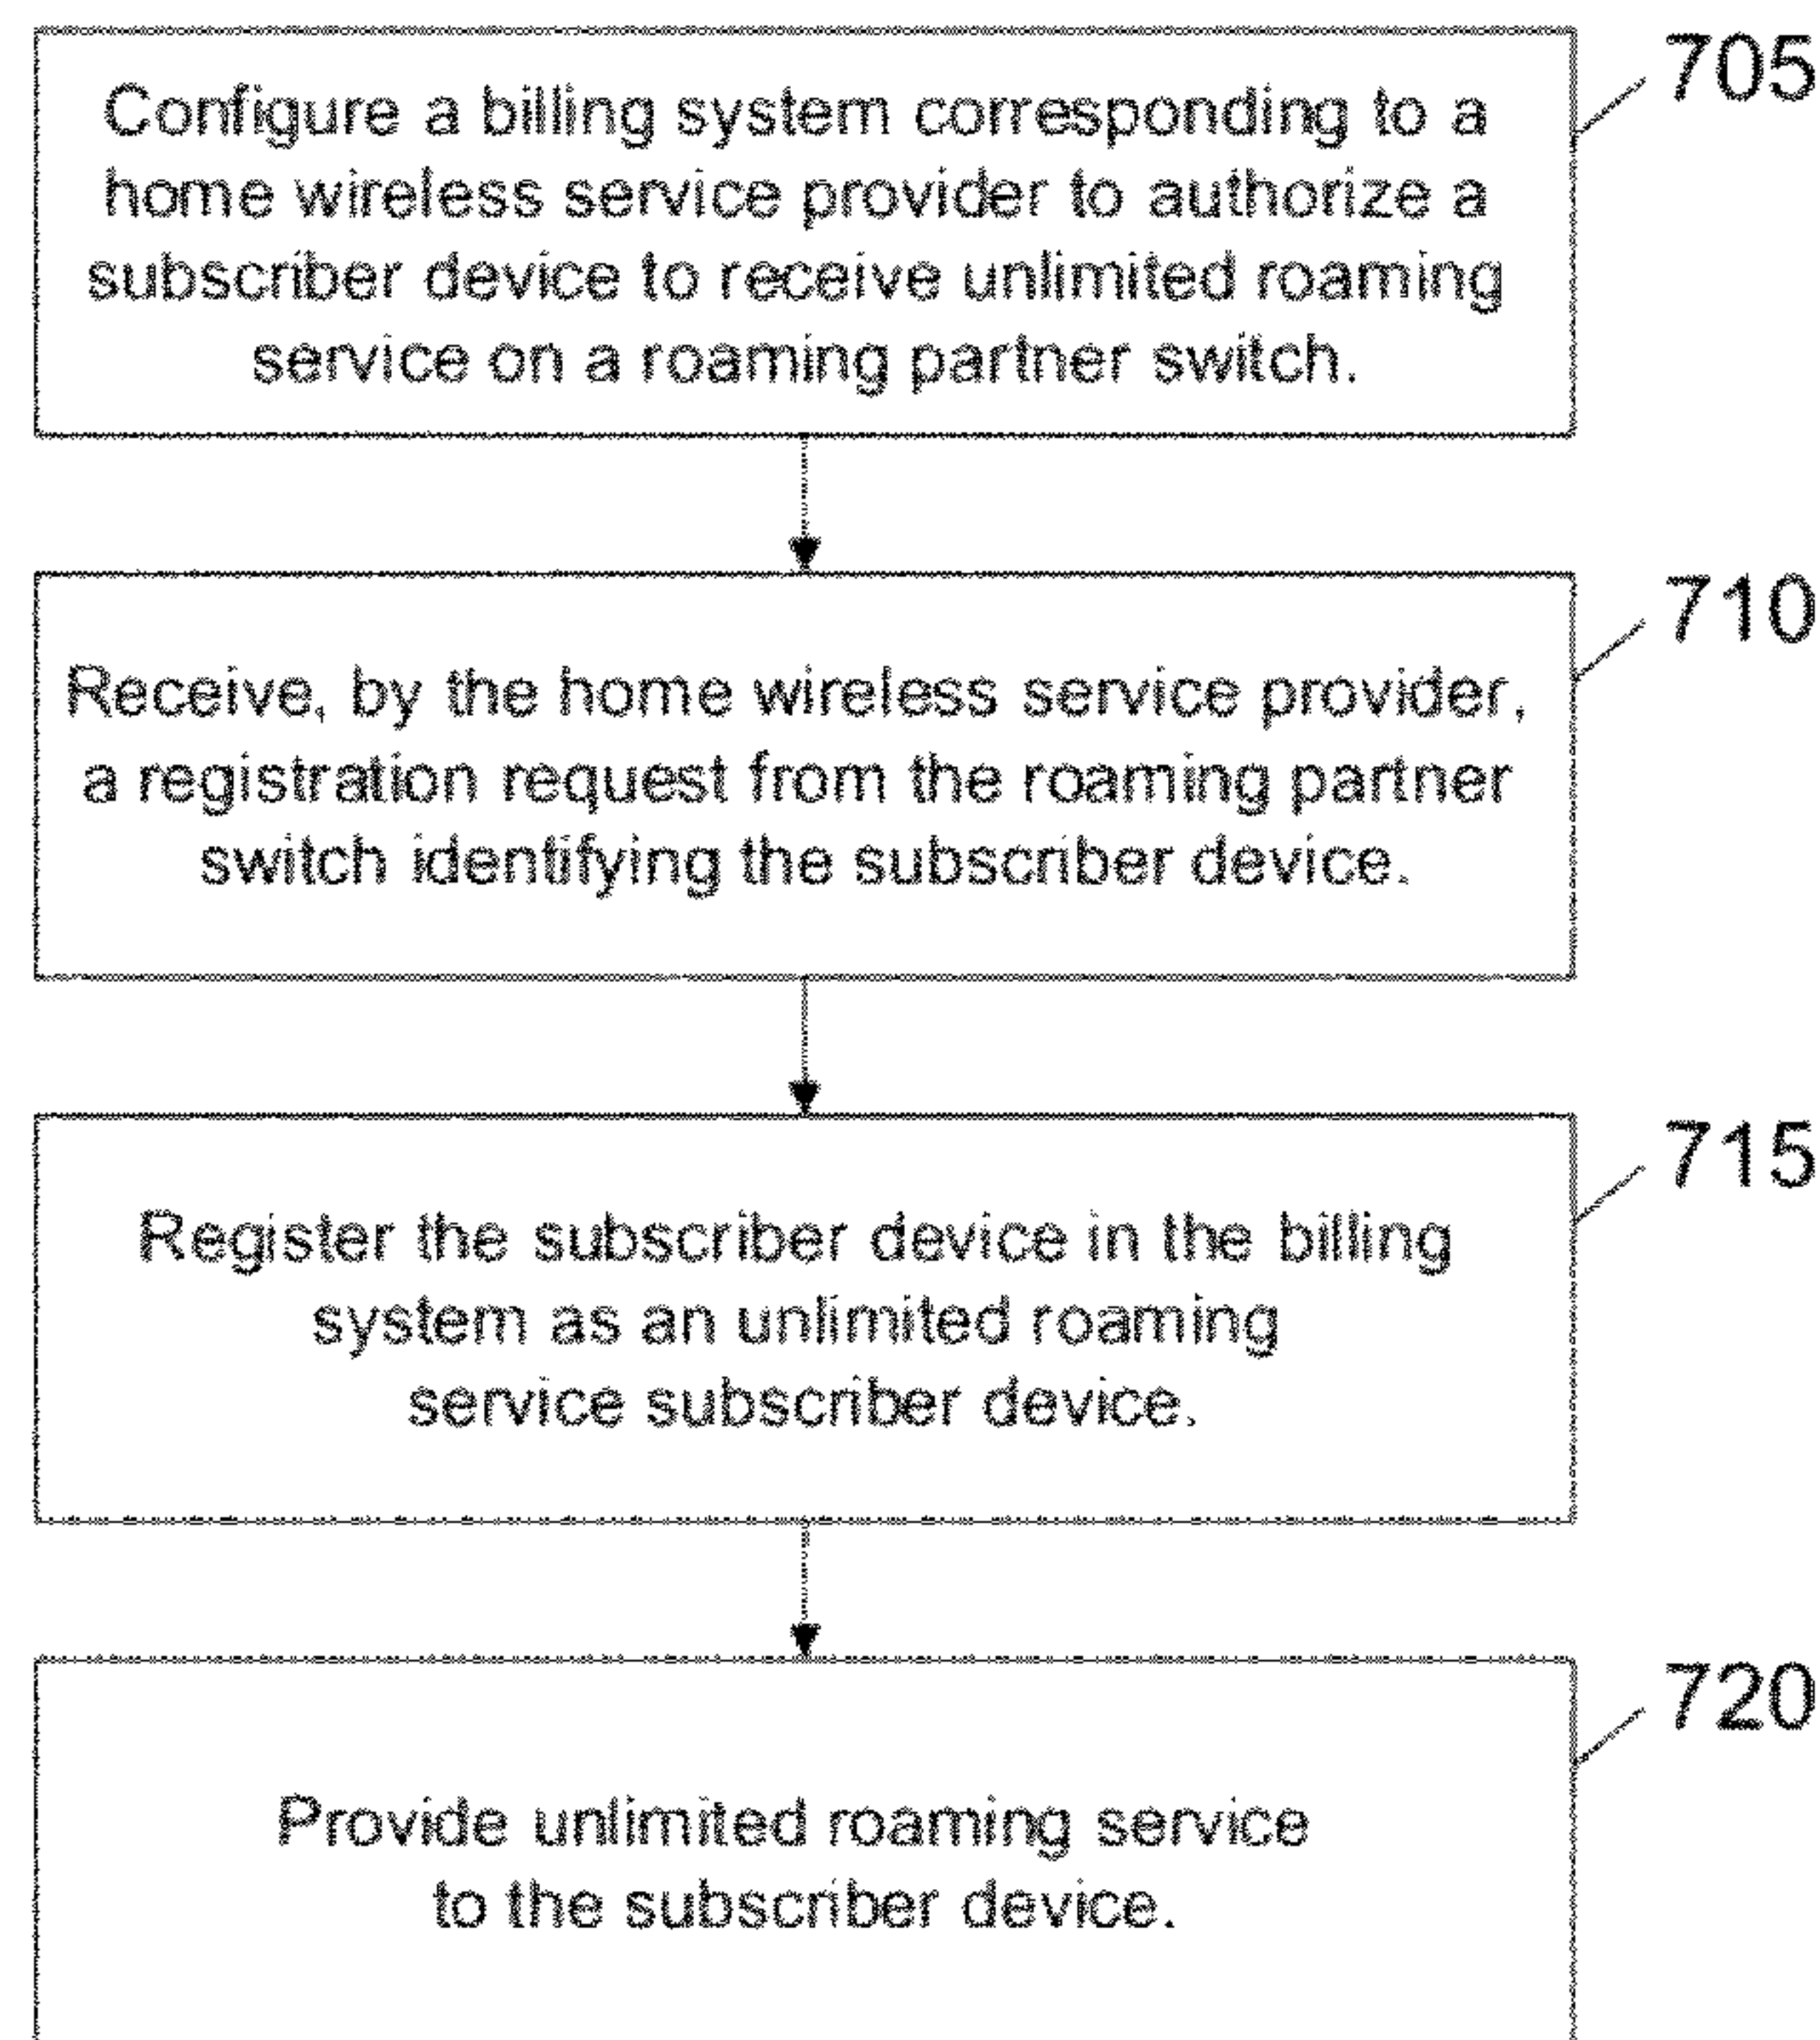 705
Configure a billing system corresponding to a
home wireless service provider to authorize a
subscriber device to receive unlimited roaming
service on a roaming partner switch.
710
Receive, by the home wireless service provider,
a registration request from the roaming partner
switch identifying the subscriber device.
715
Register the subscriber device in the billing
system as an unlimited roaming
service subscriber device.
720
Provide unlimited roaming service
to the subscriber device.